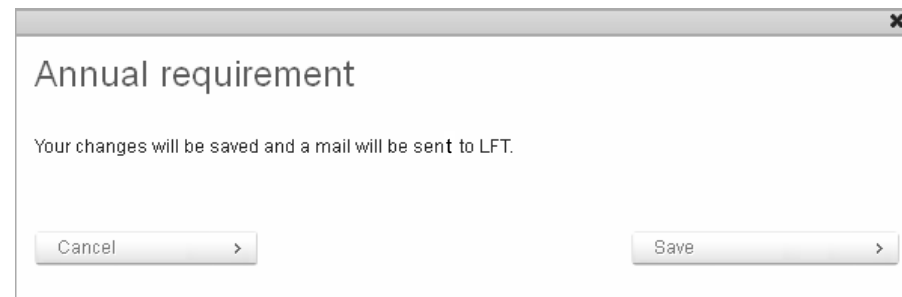 Annual requirement
Your changes will be saved and a mail will be sent to LFT.
Cancel >
Save >